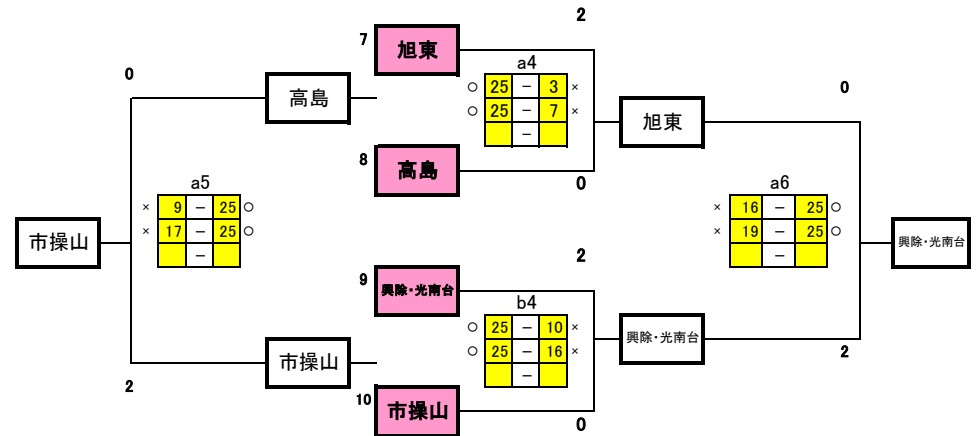 2
7
旭東
a4
0
高島
○ 25 − 3 ×
0
○ 25 − 7 ×
旭東
−
8
高島
0
a5
a6
× 9 − 25 ○
× 16 − 25 ○
× 17 − 25 ○
× 19 − 25 ○
−
−
市操山
興除・光南台
2
9
興除・光南台
b4
○ 25 − 10 ×
興除・光南台
○ 25 − 16 ×
−
市操山
2
2
10
市操山
0